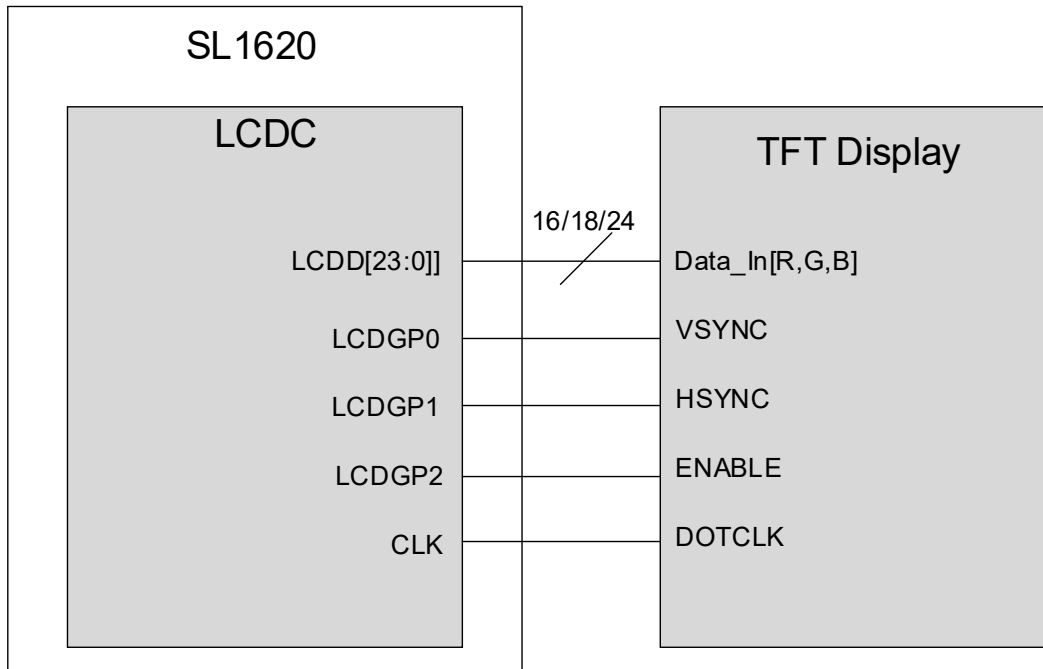 SL1620
LCDC
TFT Display
16/18/24
LCDD[23:0]]
Data_In[R,G,B]
LCDGP0
VSYNC
LCDGP1
HSYNC
LCDGP2
ENABLE
CLK
DOTCLK